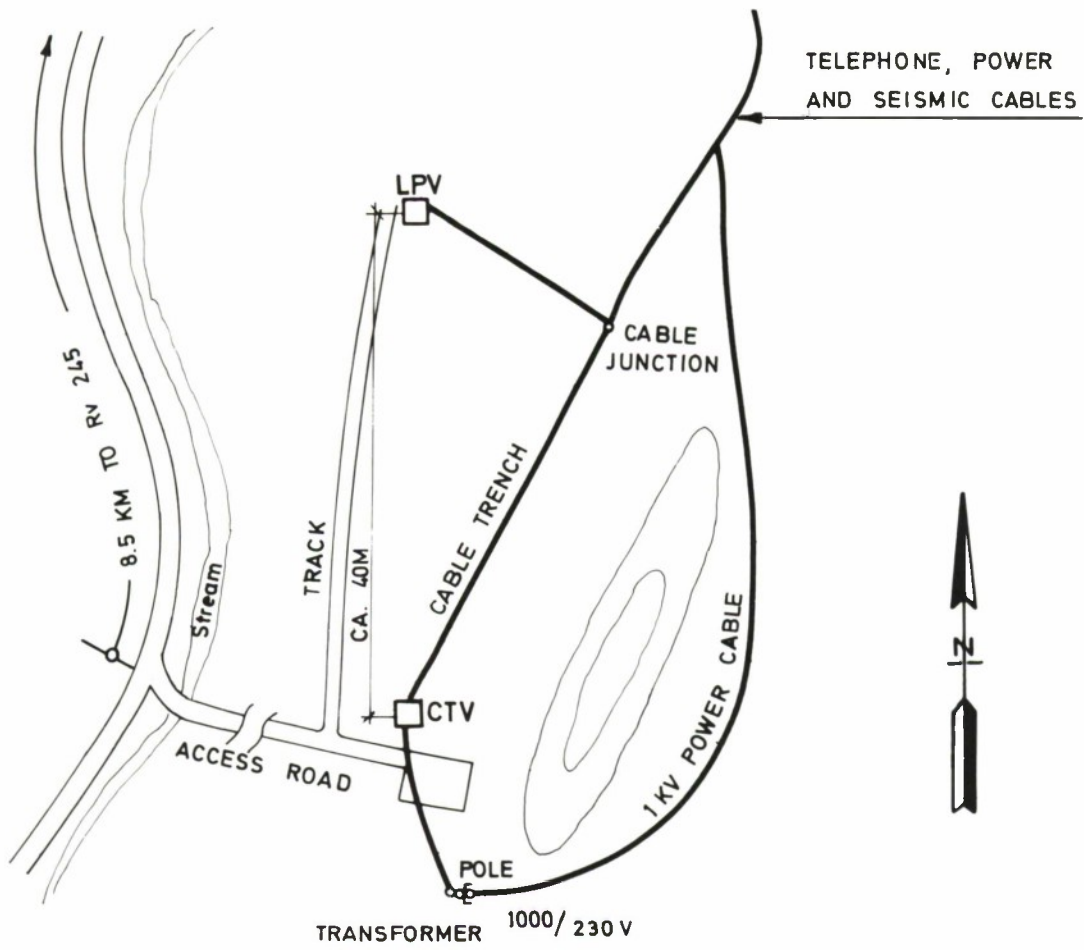 TELEPHONE, POWER
AND SEISMIC CABLES
LPV
CABLE
JUNCTION
8.5 KM TO RV 245
TRACK
CA. 40M
CABLE TRENCH
Stream
1 KV POWER CABLE
N
CTV
ACCESS ROAD
POLE
TRANSFORMER 1000/230 V